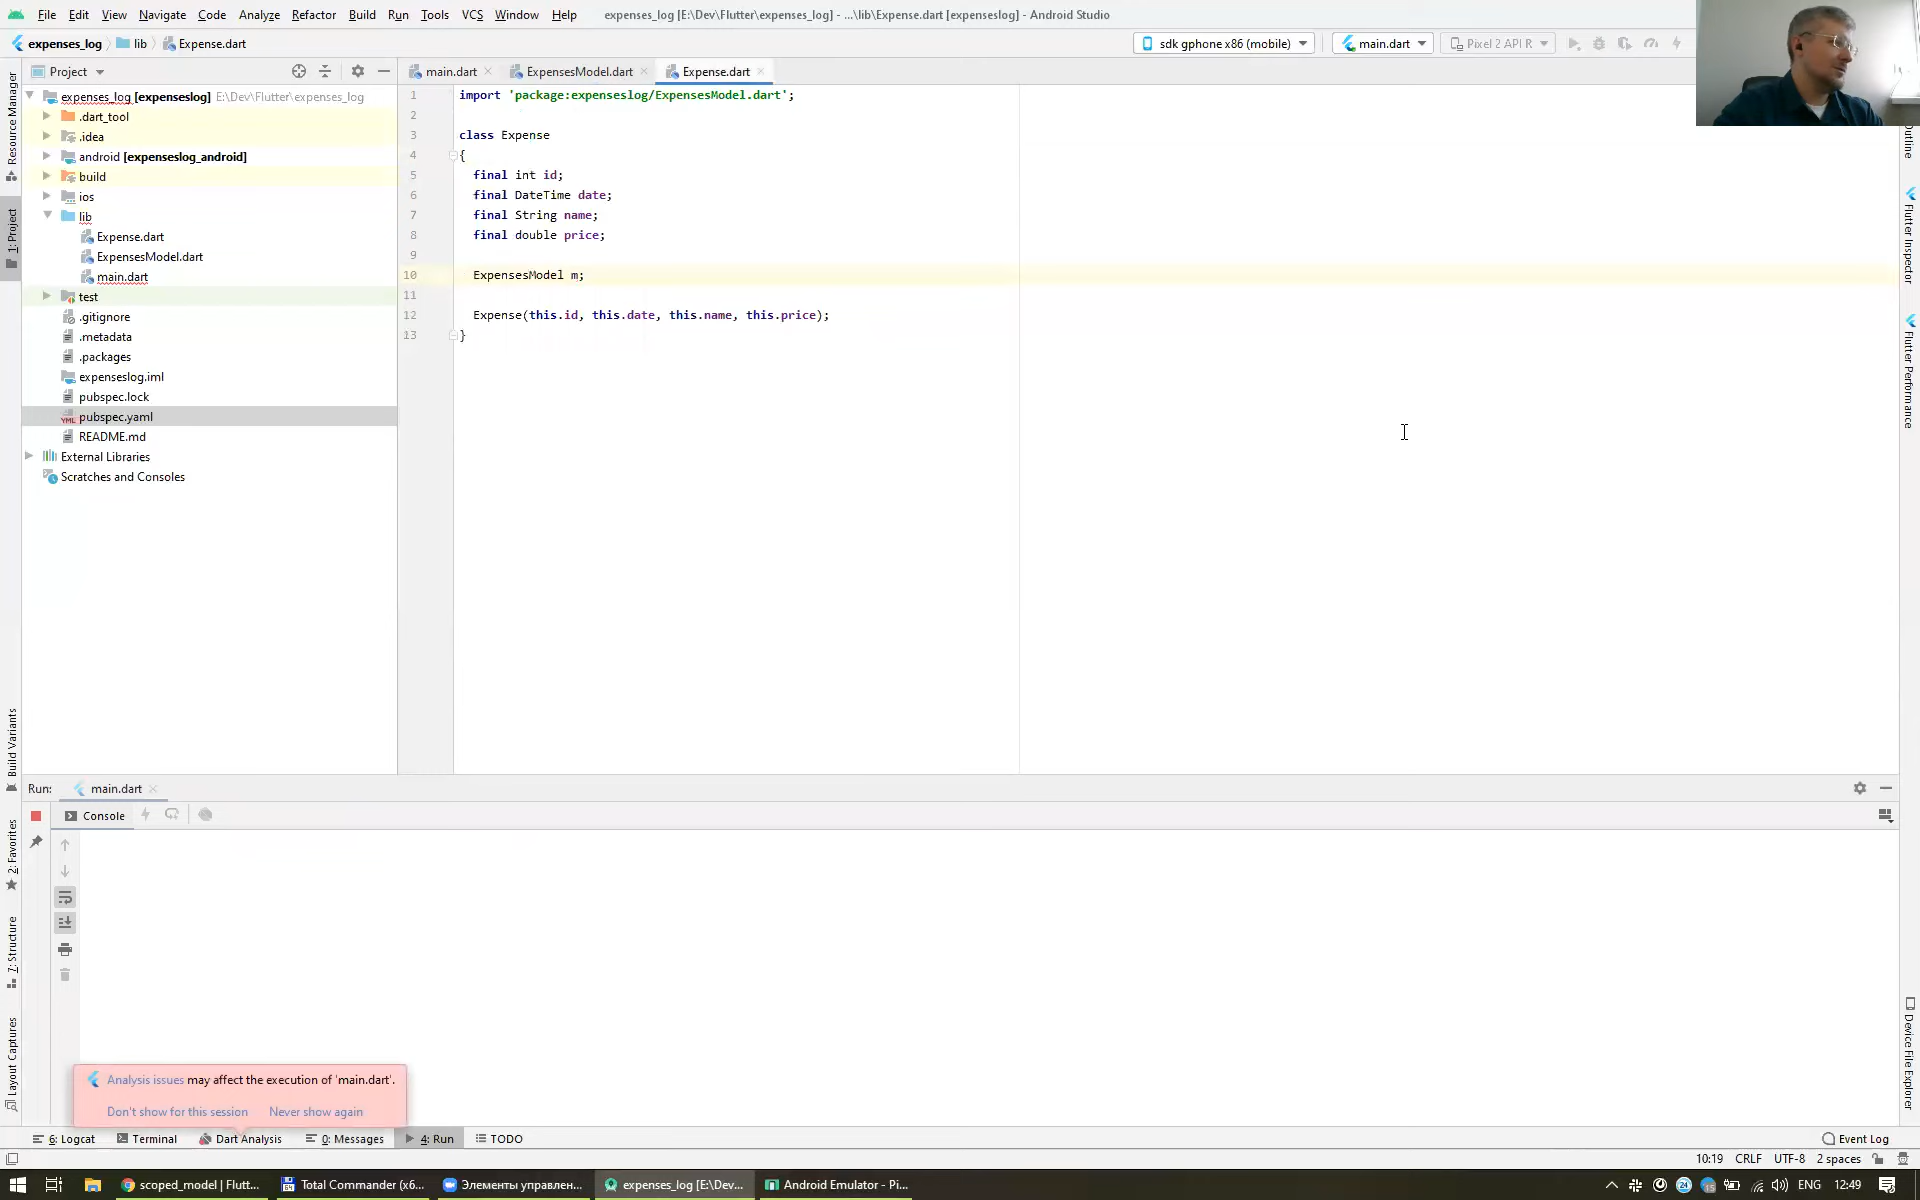 File Edit View Navigate Code Analyze Refactor Build Run Tools VCS Window Help expenses_log [E:\Dev\Flutter\expenses_log] - ...\lib\Expense.dart [expenseslog] - Android Studio
expenses_log lib Expense.dart sdk gphone x86 (mobile) main.dart Pixel 2 API R
Project main.dart ExpensesModel.dart Expense.dart
expenses_log [expenseslog] E:\Dev\Flutter\expenses_log
.dart_tool
.idea
android [expenseslog_android]
build
ios
lib
Expense.dart
ExpensesModel.dart
main.dart
test
.gitignore
.metadata
.packages
expenseslog.iml
pubspec.lock
pubspec.yaml
README.md
External Libraries
Scratches and Consoles
1 import 'package:expenseslog/ExpensesModel.dart';
2
3 class Expense
4 {
5 final int id;
6 final DateTime date;
7 final String name;
8 final double price;
9
10 ExpensesModel m;
11
12 Expense(this.id, this.date, this.name, this.price);
13 }
Resource Manager
1: Project
Build Variants
2: Favorites
7: Structure
Layout Captures
Outline
Flutter Inspector
Flutter Performance
Device File Explorer
Run: main.dart
Console
Analysis issues may affect the execution of 'main.dart'.
Don't show for this session Never show again
6: Logcat Terminal Dart Analysis 0: Messages 4: Run TODO Event Log
10:19 CRLF UTF-8 2 spaces
scoped_model | Flutt... Total Commander (x6... Элементы управлен... expenses_log [E:\Dev... Android Emulator - Pi... 24 15 ENG 12:49